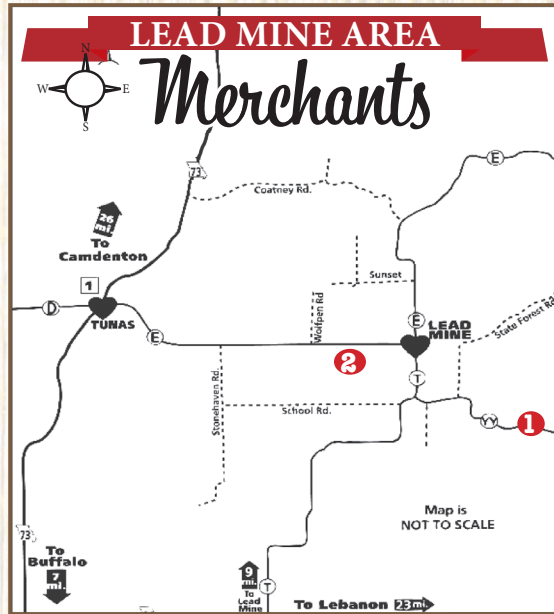 LEAD MINE AREA
Merchants
N
W
E
S
E
73
Coatney Rd.
26
mi.
To
Camdenton
Sunset
1
D
TUNAS
Wolfpen Rd
E
LEAD
MINE
State Forest Rd
E
2
T
Stonehaven Rd.
School Rd.
YY
1
Map is
NOT TO SCALE
73
To
Buffalo
7
mi.
9
mi.
To
Lead
Mine
T
To Lebanon
23mi